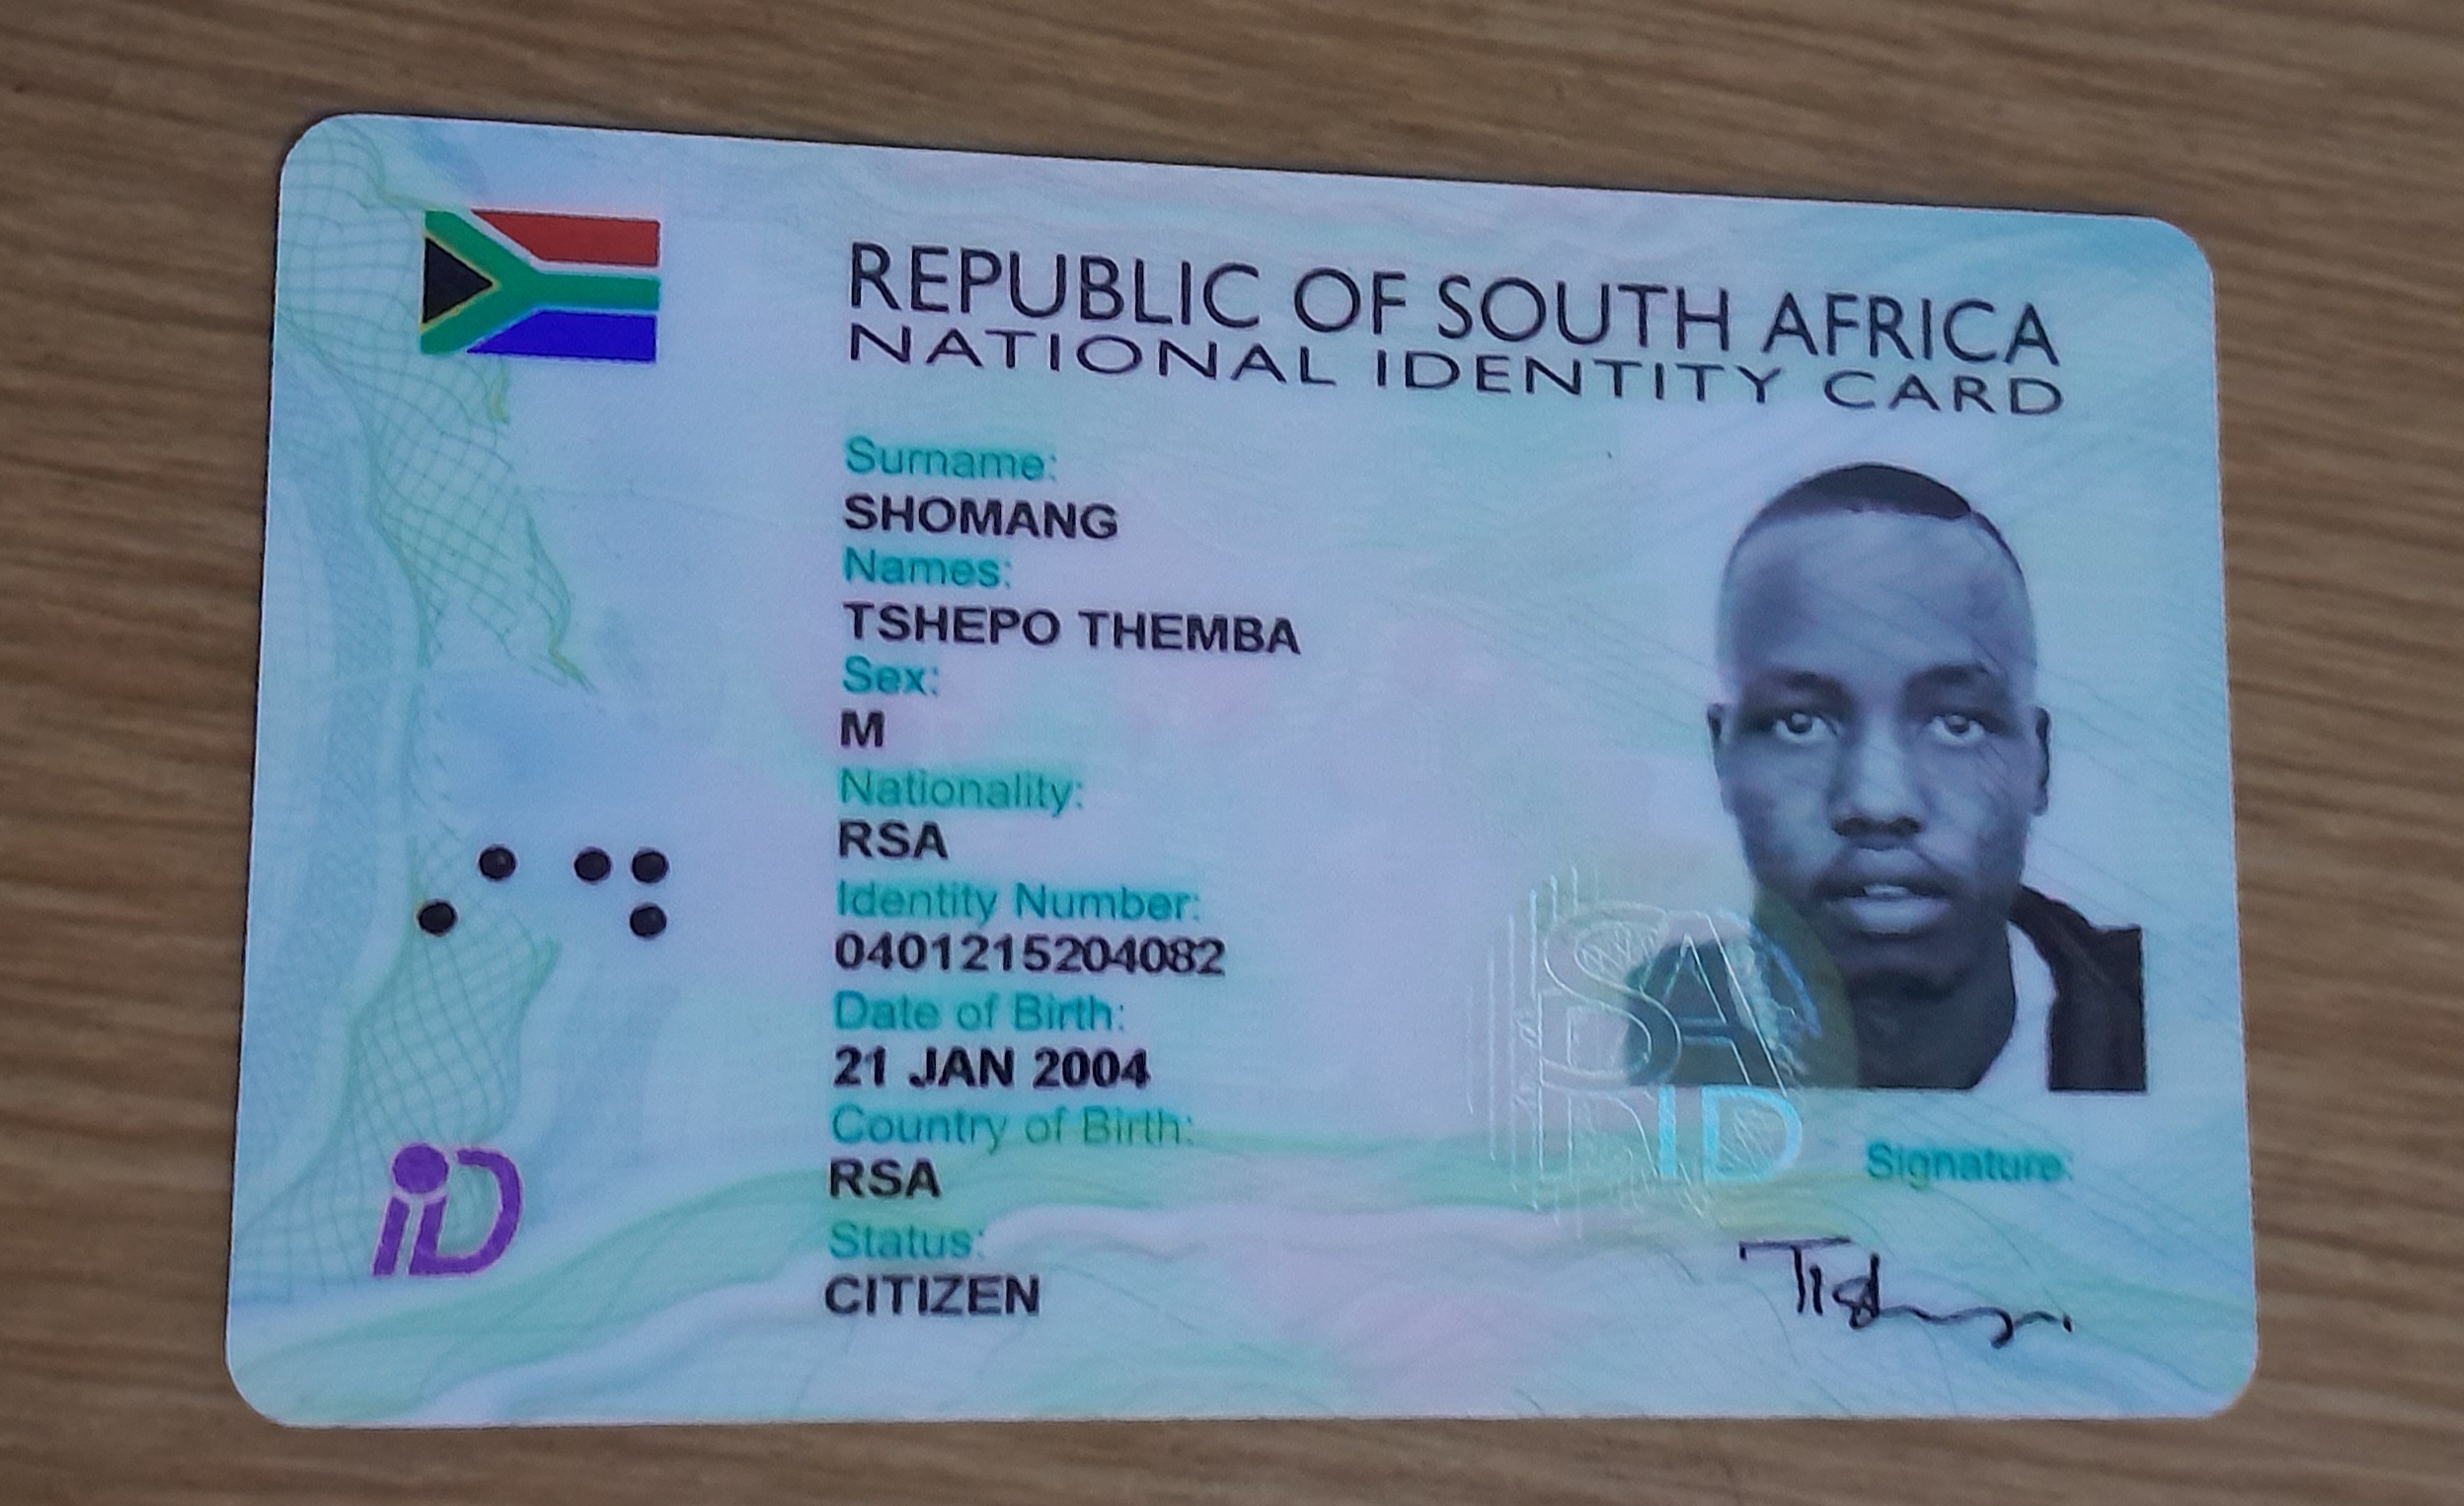 REPUBLIC OF SOUTH AFRICA
NATIONAL IDENTITY CARD
Surname:
SHOMANG
Names:
TSHEPO THEMBA
Sex:
M
Nationality:
RSA
Identity Number:
0401215204082
Date of Birth:
21 JAN 2004
Country of Birth:
RSA
Status:
CITIZEN
SA
ID
Signature:
iD